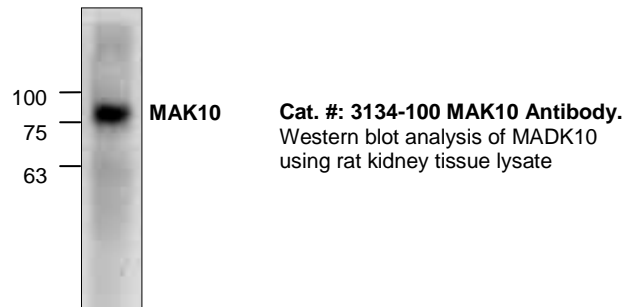 100
75
63
MAK10
Cat. #: 3134-100 MAK10 Antibody.
Western blot analysis of MADK10
using rat kidney tissue lysate